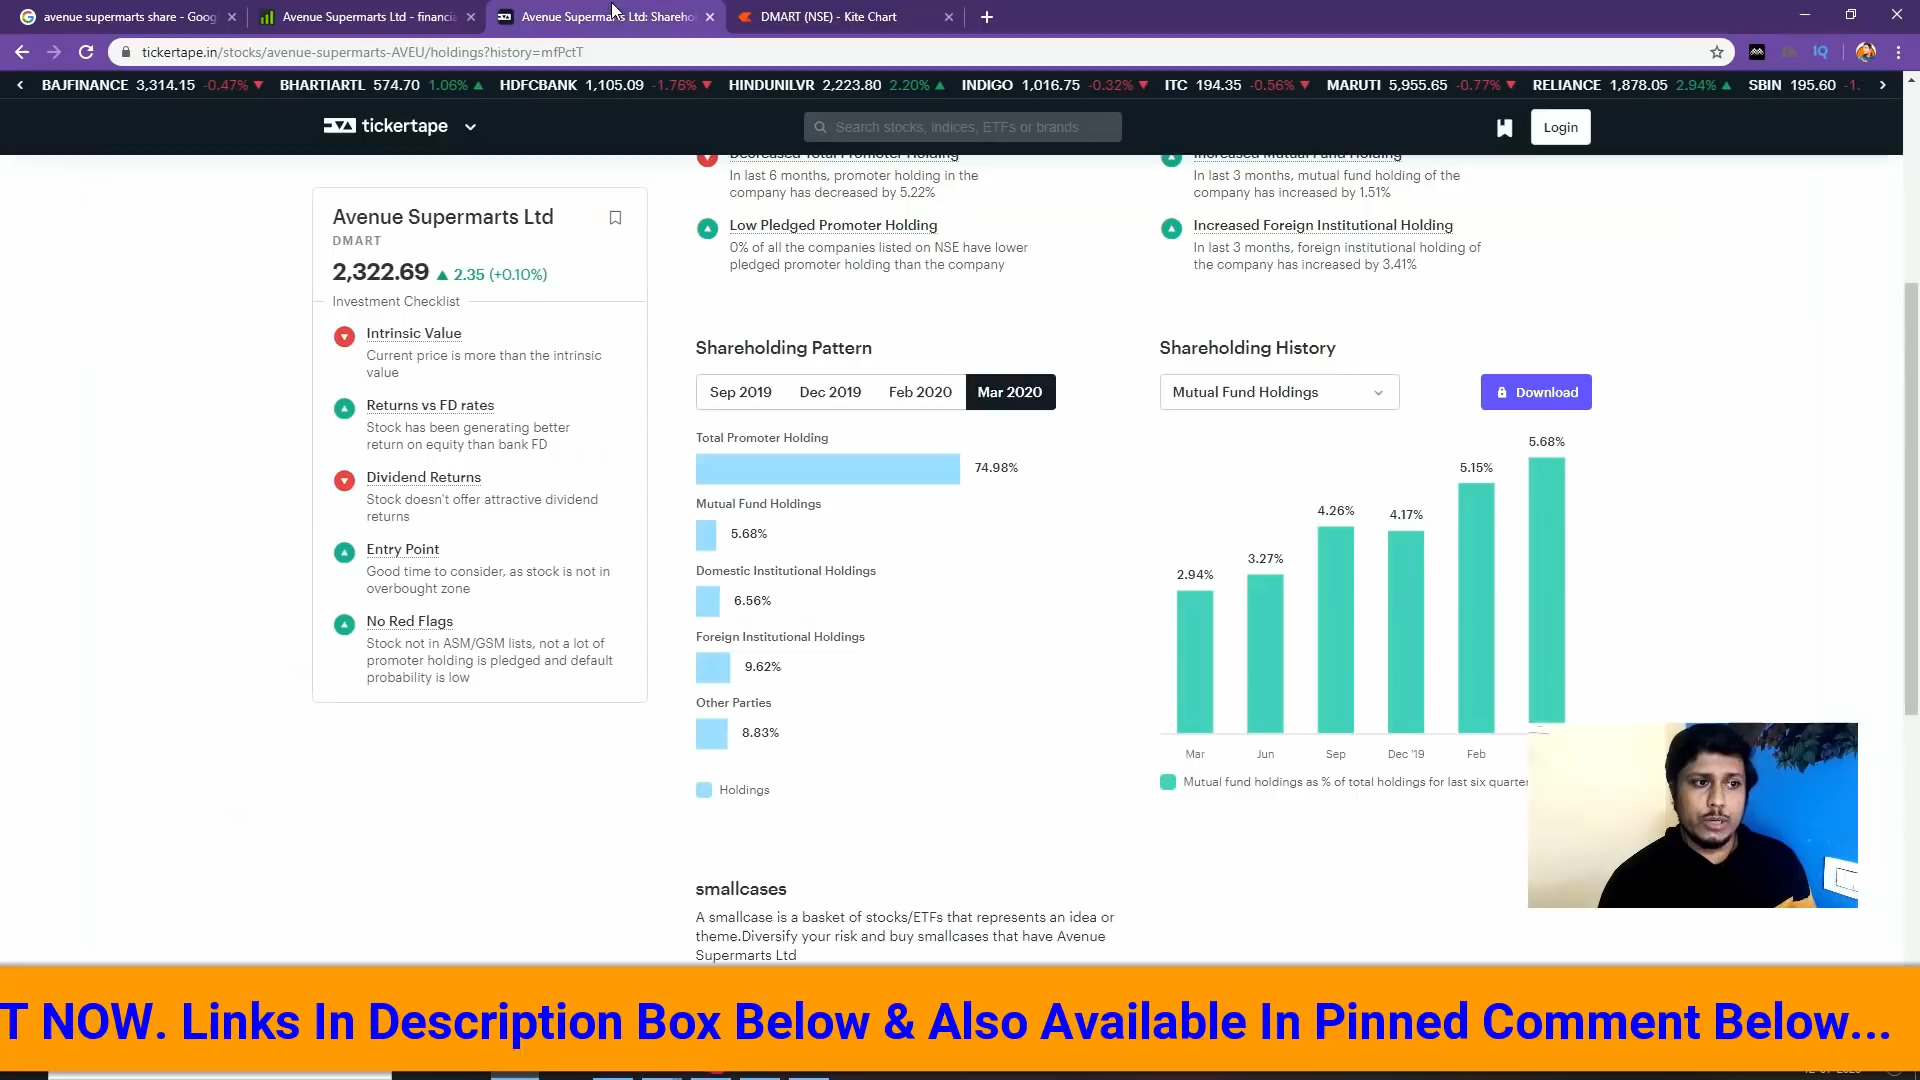 avenue supermarts share - Goog
Avenue Supermarts Ltd - financia
Avenue Supermarts Ltd: Shareho
DMART (NSE) - Kite Chart
tickertape.in/stocks/avenue-supermarts-AVEU/holdings?history=mfPctT
IQ
BAJFINANCE 3,314.15 -0.47% BHARTIARTL 574.70 1.06% HDFCBANK 1,105.09 -1.76% HINDUNILVR 2,223.80 2.20% INDIGO 1,016.75 -0.32% ITC 194.35 -0.56% MARUTI 5,955.65 -0.77% RELIANCE 1,878.05 2.94% SBIN 195.60 -1.
tickertape
Search stocks, indices, ETFs or brands
Login
Decreased Total Promoter Holding
In last 6 months, promoter holding in the
company has decreased by 5.22%
Low Pledged Promoter Holding
0% of all the companies listed on NSE have lower
pledged promoter holding than the company
Increased Mutual Fund Holding
In last 3 months, mutual fund holding of the
company has increased by 1.51%
Increased Foreign Institutional Holding
In last 3 months, foreign institutional holding of
the company has increased by 3.41%
Avenue Supermarts Ltd
DMART
2,322.69 2.35 (+0.10%)
Investment Checklist
Intrinsic Value
Current price is more than the intrinsic
value
Returns vs FD rates
Stock has been generating better
return on equity than bank FD
Dividend Returns
Stock doesn't offer attractive dividend
returns
Entry Point
Good time to consider, as stock is not in
overbought zone
No Red Flags
Stock not in ASM/GSM lists, not a lot of
promoter holding is pledged and default
probability is low
Shareholding Pattern
Sep 2019 Dec 2019 Feb 2020 Mar 2020
Total Promoter Holding
74.98%
Mutual Fund Holdings
5.68%
Domestic Institutional Holdings
6.56%
Foreign Institutional Holdings
9.62%
Other Parties
8.83%
Holdings
Shareholding History
Mutual Fund Holdings
Download
2.94% 3.27% 4.26% 4.17% 5.15% 5.68%
Mar Jun Sep Dec '19 Feb
Mutual fund holdings as % of total holdings for last six quarter
smallcases
A smallcase is a basket of stocks/ETFs that represents an idea or
theme.Diversify your risk and buy smallcases that have Avenue
Supermarts Ltd
T NOW. Links In Description Box Below & Also Available In Pinned Comment Below...